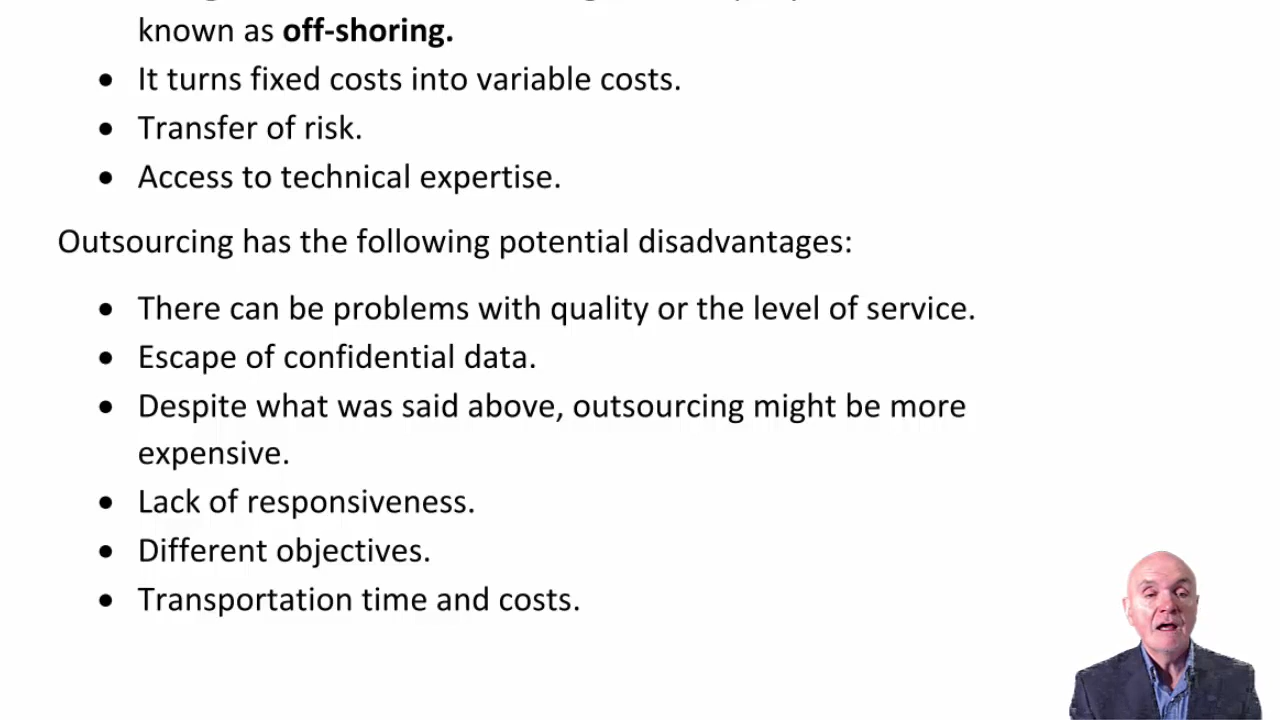 known as off-shoring.
• It turns fixed costs into variable costs.
• Transfer of risk.
• Access to technical expertise.
Outsourcing has the following potential disadvantages:
• There can be problems with quality or the level of service.
• Escape of confidential data.
• Despite what was said above, outsourcing might be more
expensive.
• Lack of responsiveness.
• Different objectives.
• Transportation time and costs.